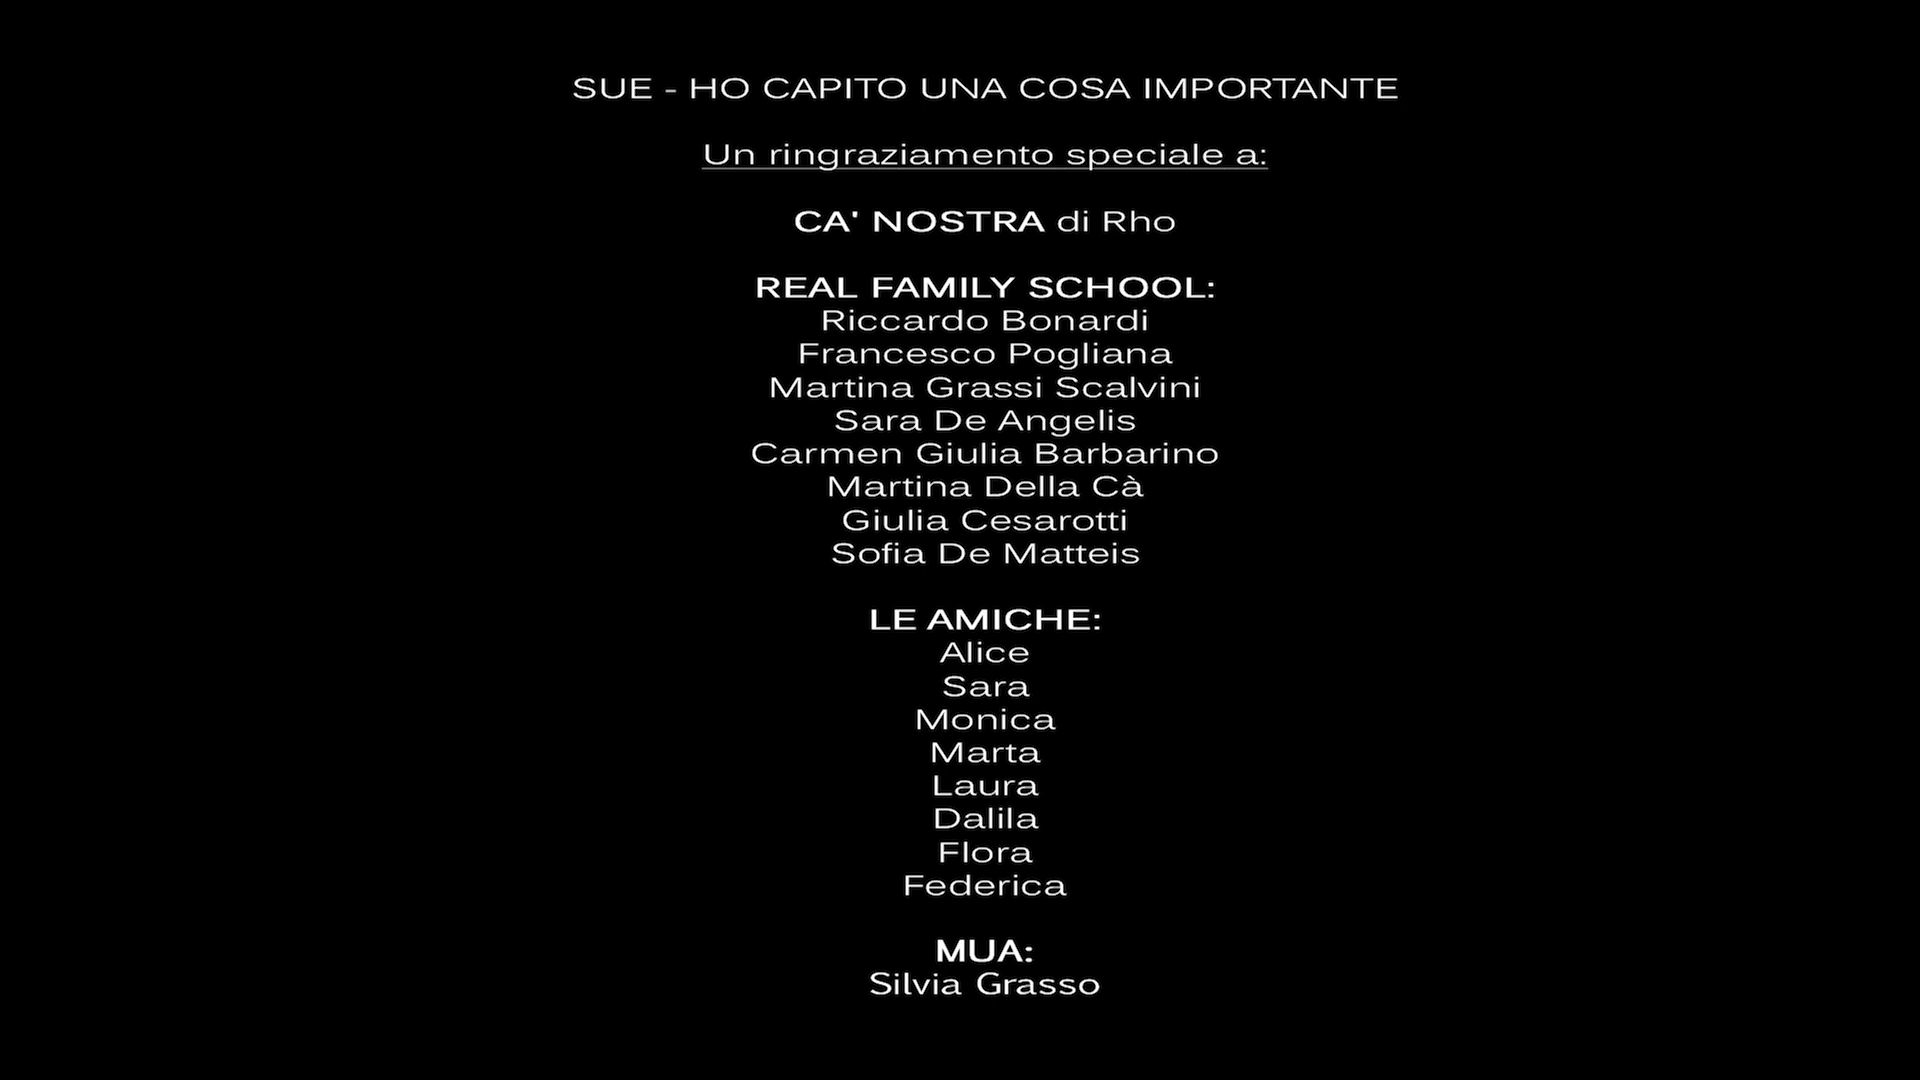 SUE - HO CAPITO UNA COSA IMPORTANTE
Un ringraziamento speciale a:
CA' NOSTRA di Rho
REAL FAMILY SCHOOL:
Riccardo Bonardi
Francesco Pogliana
Martina Grassi Scalvini
Sara De Angelis
Carmen Giulia Barbarino
Martina Della Cà
Giulia Cesarotti
Sofia De Matteis
LE AMICHE:
Alice
Sara
Monica
Marta
Laura
Dalila
Flora
Federica
MUA:
Silvia Grasso